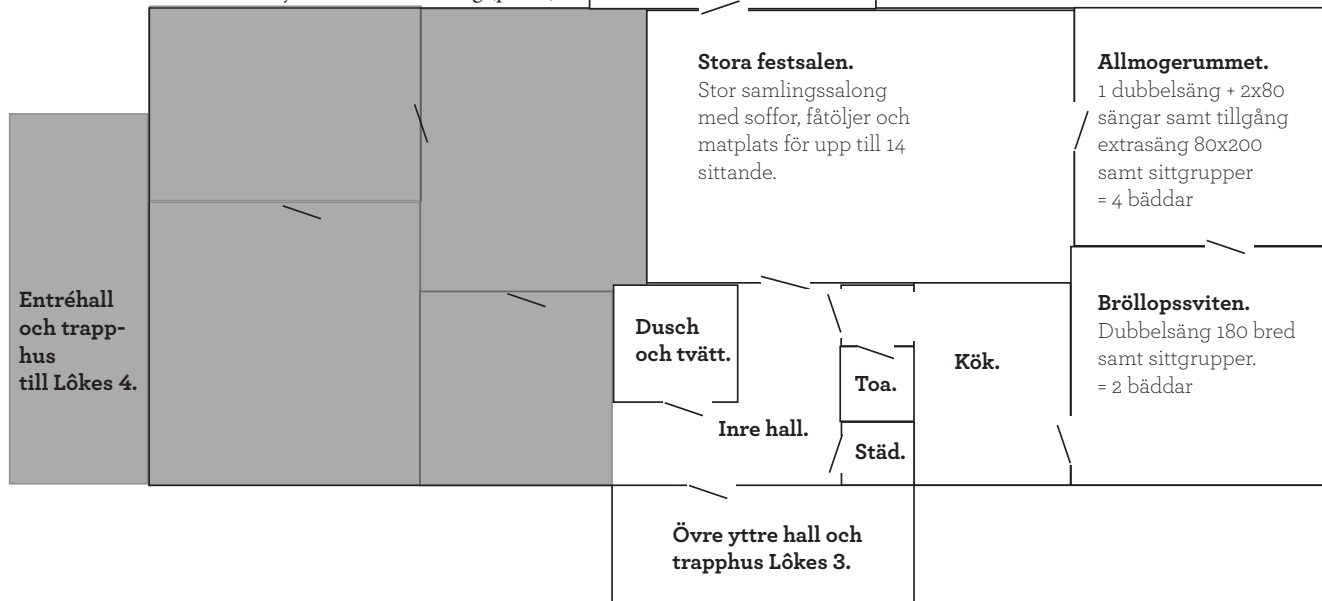 Stora festsalen.
Stor samlingssalong
med soffor, fåtöljer och
matplats för upp till 14
sittande.
Allmogerummet.
1 dubbelsäng + 2x80
sängar samt tillgång
extrasäng 80x200
samt sittgrupper
= 4 bäddar
Entréhall
och trapp-
hus
till Lôkes 4.
Dusch
och tvätt.
Toa.
Kök.
Bröllopssviten.
Dubbelsäng 180 bred
samt sittgrupper.
= 2 bäddar
Inre hall.
Städ.
Övre yttre hall och
trapphus Lôkes 3.